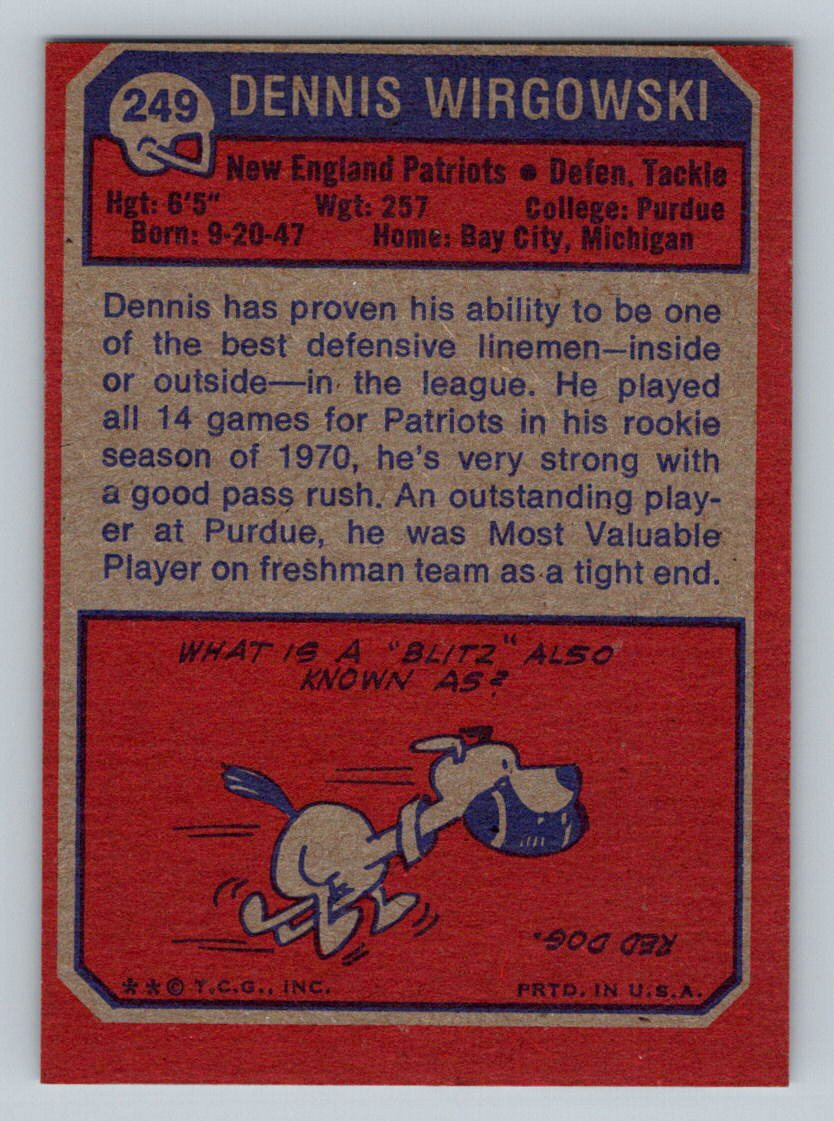 249 DENNIS WIRGOWSKI
New England Patriots • Defen. Tackle
Hgt: 6'5" Wgt: 257 College: Purdue
Born: 9-20-47 Home: Bay City, Michigan
Dennis has proven his ability to be one
of the best defensive linemen—inside
or outside—in the league. He played
all 14 games for Patriots in his rookie
season of 1970, he's very strong with
a good pass rush. An outstanding play-
er at Purdue, he was Most Valuable
Player on freshman team as a tight end.
WHAT IS A "BLITZ" ALSO
KNOWN AS?
RED DOG.
**© T.C.G., INC. PRTD. IN U.S.A.